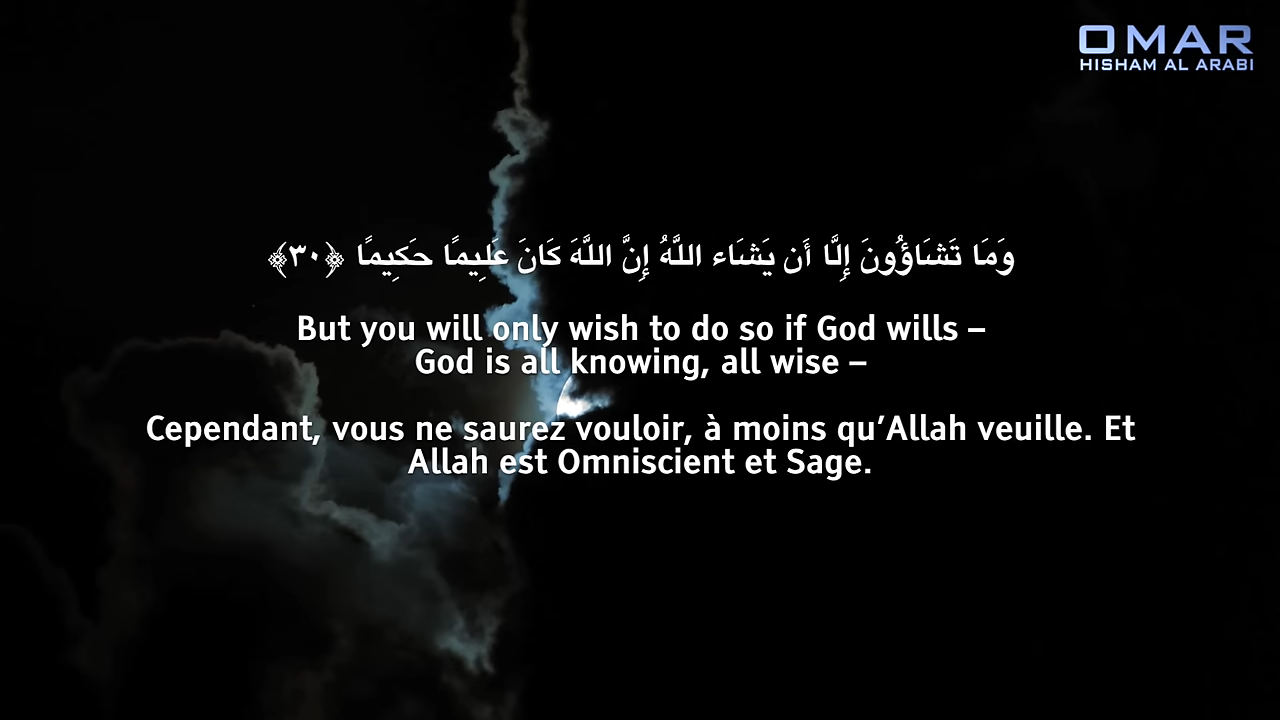 OMAR
HISHAM AL ARABI
وَمَا تَشَاؤُونَ إِلَّا أَن يَشَاء اللَّهُ إِنَّ اللَّهَ كَانَ عَلِيمًا حَكِيمًا ﴿٣٠﴾
But you will only wish to do so if God wills –
God is all knowing, all wise –
Cependant, vous ne saurez vouloir, à moins qu’Allah veuille. Et
Allah est Omniscient et Sage.